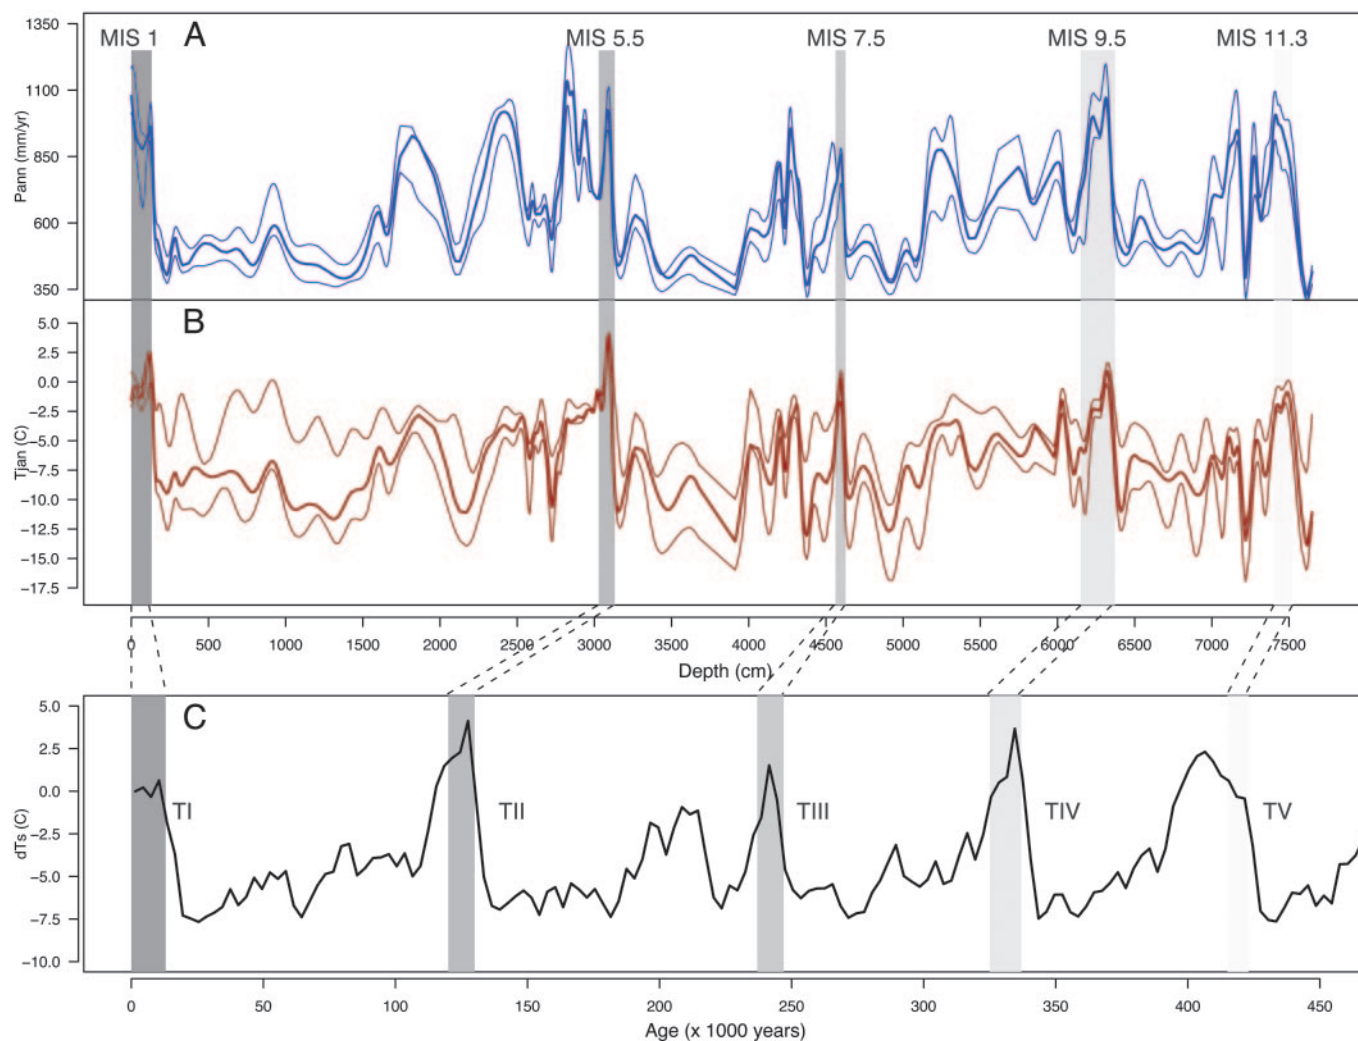 A
MIS 1
MIS 5.5
MIS 7.5
MIS 9.5
MIS 11.3
1350
1100
850
600
350
Pann (mm/yr)
B
5.0
2.5
0.0
−2.5
−5.0
−7.5
−10.0
−12.5
−15.0
−17.5
Tjan (C)
0 500 1000 1500 2000 2500 3000 3500 4000 4500 5000 5500 6000 6500 7000 7500
Depth (cm)
C
5.0
2.5
0.0
−2.5
−5.0
−7.5
−10.0
dTs (C)
TI TII TIII TIV TV
0 50 100 150 200 250 300 350 400 450
Age (x 1000 years)